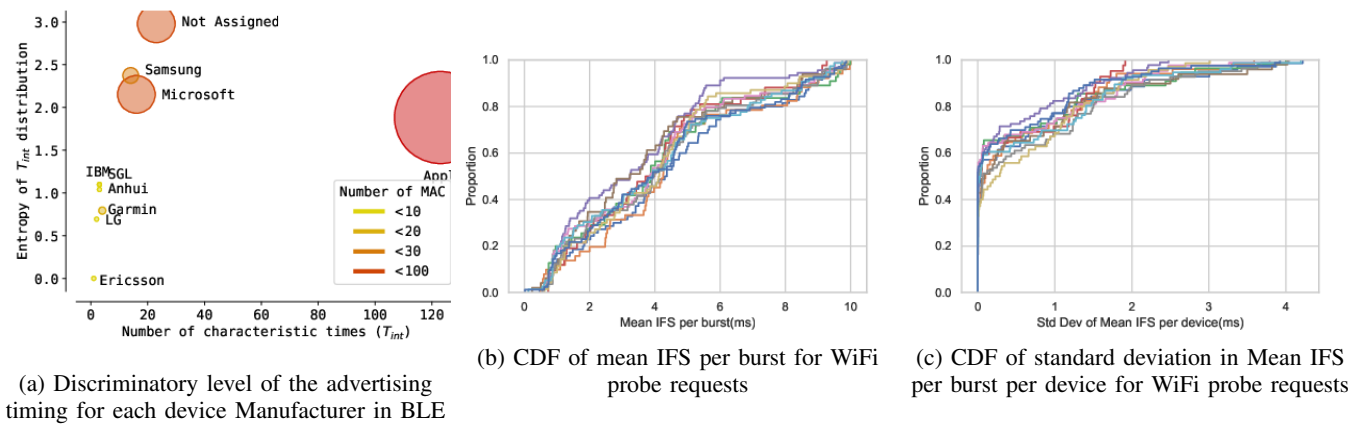 3.0
2.5
2.0
1.5
1.0
0.5
0.0
Entropy of T_int distribution
Not Assigned
Samsung
Microsoft
IBM
SGL
Anhui
Garmin
LG
Ericsson
Appl
Number of MAC
<10
<20
<30
<100
0 20 40 60 80 100 120
Number of characteristic times (T_int)
(a) Discriminatory level of the advertising
timing for each device Manufacturer in BLE
1.0
0.8
0.6
0.4
0.2
0.0
Proportion
0 2 4 6 8 10
Mean IFS per burst(ms)
(b) CDF of mean IFS per burst for WiFi
probe requests
1.0
0.8
0.6
0.4
0.2
0.0
Proportion
0 1 2 3 4
Std Dev of Mean IFS per device(ms)
(c) CDF of standard deviation in Mean IFS
per burst per device for WiFi probe requests